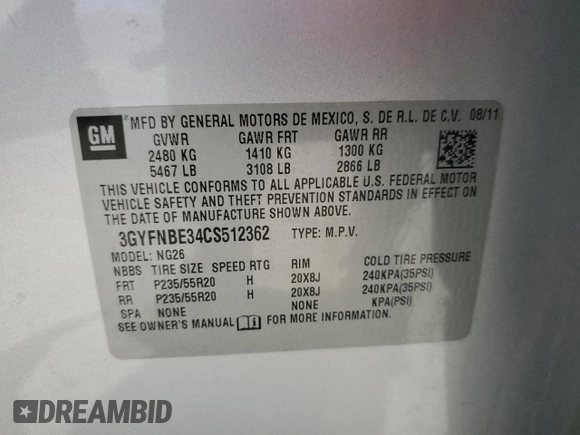 GM
*MFD BY GENERAL MOTORS DE MEXICO, S. DE R.L. DE C.V. 08/11
GVWR GAWR FRT GAWR RR
2480 KG 1410 KG 1300 KG
5467 LB 3108 LB 2866 LB
THIS VEHICLE CONFORMS TO ALL APPLICABLE U.S. FEDERAL MOTOR
VEHICLE SAFETY AND THEFT PREVENTION STANDARDS IN EFFECT ON
THE DATE OF MANUFACTURE SHOWN ABOVE.
3GYFNBE34CS512362 TYPE: M.P.V.
MODEL: NG26
NBBS TIRE SIZE SPEED RTG RIM COLD TIRE PRESSURE
FRT P235/55R20 H 20X8J 240KPA(35PSI)
RR P235/55R20 H 20X8J 240KPA(35PSI)
SPA NONE NONE KPA(PSI)
SEE OWNER'S MANUAL FOR MORE INFORMATION.
DREAMBID